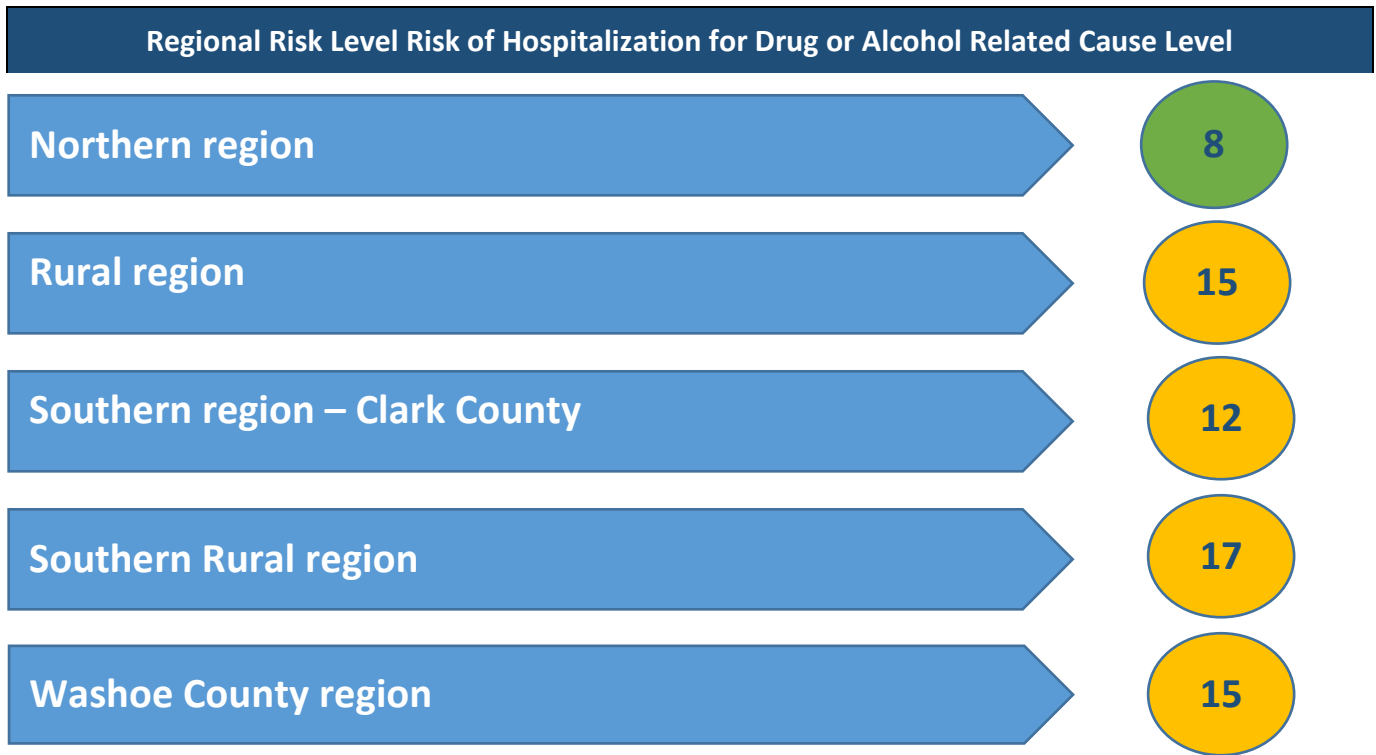 Regional Risk Level Risk of Hospitalization for Drug or Alcohol Related Cause Level
Northern region
8
Rural region
15
Southern region – Clark County
12
Southern Rural region
17
Washoe County region
15